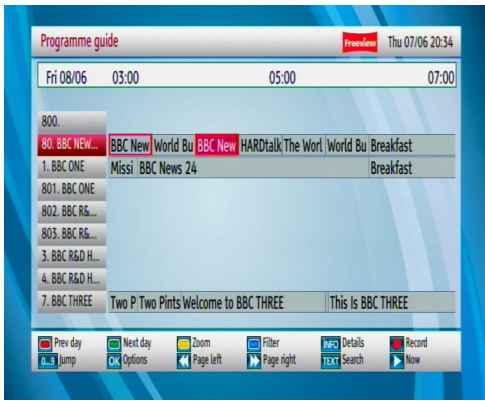 Programme guide Freeview Thu 07/06 20:34
Fri 08/06 03:00 05:00 07:00
800.
80. BBC NEW... BBC New World Bu BBC New HARDtalk The Worl World Bu Breakfast
1. BBC ONE Missi BBC News 24 Breakfast
801. BBC ONE
802. BBC R&...
803. BBC R&...
3. BBC R&D H...
4. BBC R&D H...
7. BBC THREE Two P Two Pints Welcome to BBC THREE This Is BBC THREE
Prev day Next day Zoom Filter INFO Details Record
0...9 Jump OK Options Page left Page right TEXT Search Now